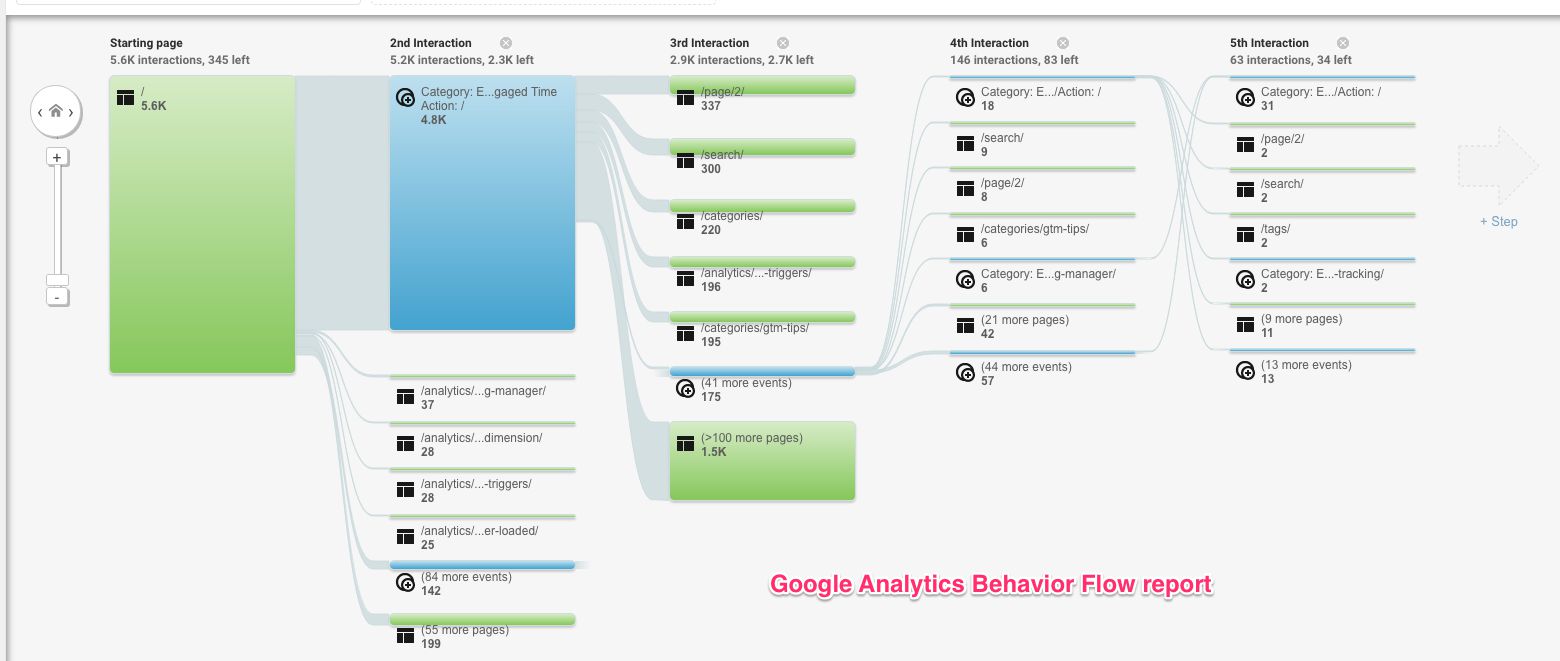 Starting page
5.6K interactions, 345 left
/
5.6K
2nd Interaction
5.2K interactions, 2.3K left
Category: E...gaged Time
Action: /
4.8K
/analytics/...g-manager/
37
/analytics/...dimension/
28
/analytics/...-triggers/
28
/analytics/...er-loaded/
25
(84 more events)
142
(55 more pages)
199
3rd Interaction
2.9K interactions, 2.7K left
/page/2/
337
/search/
300
/categories/
220
/analytics/...-triggers/
196
/categories/gtm-tips/
195
(41 more events)
175
(>100 more pages)
1.5K
4th Interaction
146 interactions, 83 left
Category: E.../Action: /
18
/search/
9
/page/2/
8
/categories/gtm-tips/
6
Category: E...g-manager/
6
(21 more pages)
42
(44 more events)
57
5th Interaction
63 interactions, 34 left
Category: E.../Action: /
31
/page/2/
2
/search/
2
/tags/
2
Category: E...-tracking/
2
(9 more pages)
11
(13 more events)
13
+ Step
+
-
Google Analytics Behavior Flow report